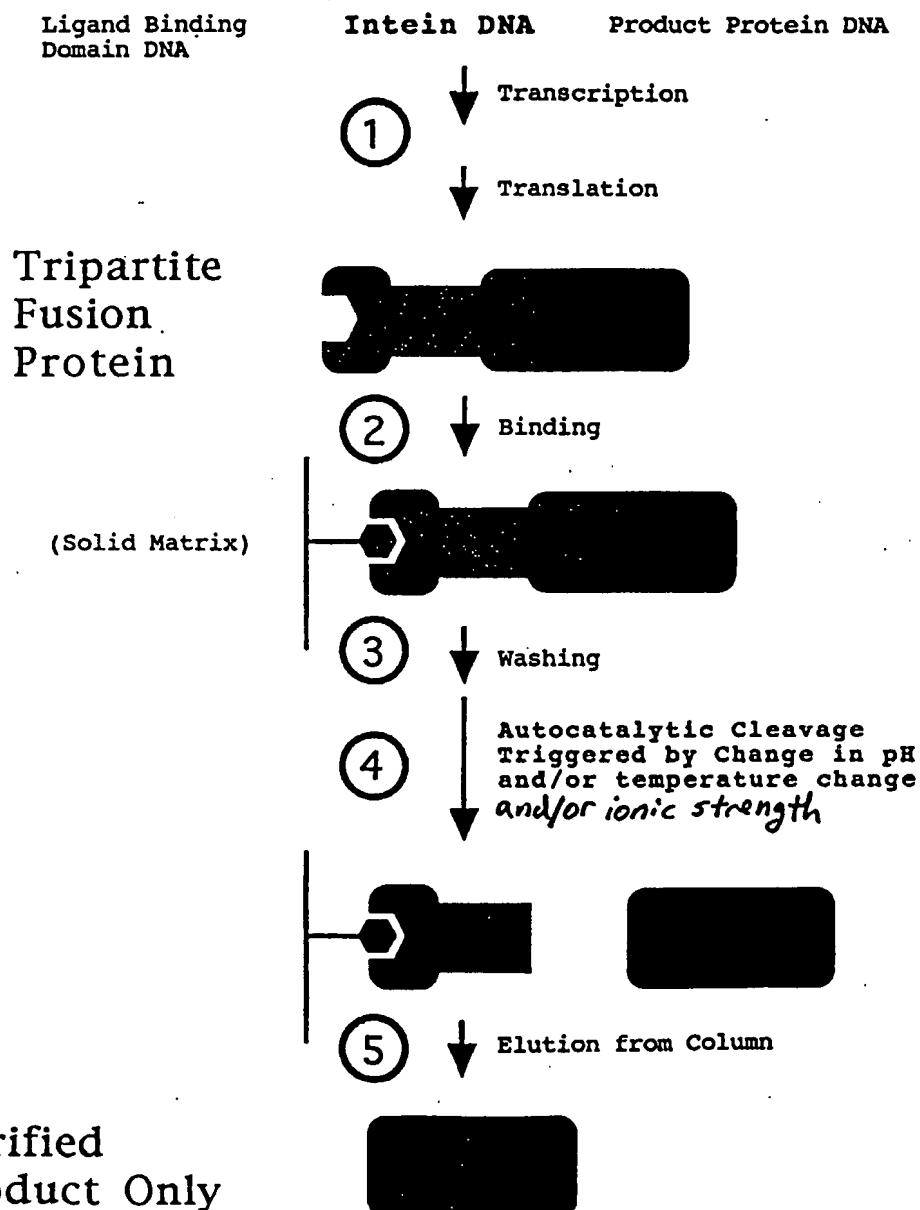 Ligand Binding
Domain DNA
Intein DNA
Product Protein DNA
Transcription
1
Translation
Tripartite
Fusion
Protein
2
Binding
(Solid Matrix)
3
Washing
4
Autocatalytic Cleavage
Triggered by Change in pH
and/or temperature change
and/or ionic strength
5
Elution from Column
rified
oduct Only